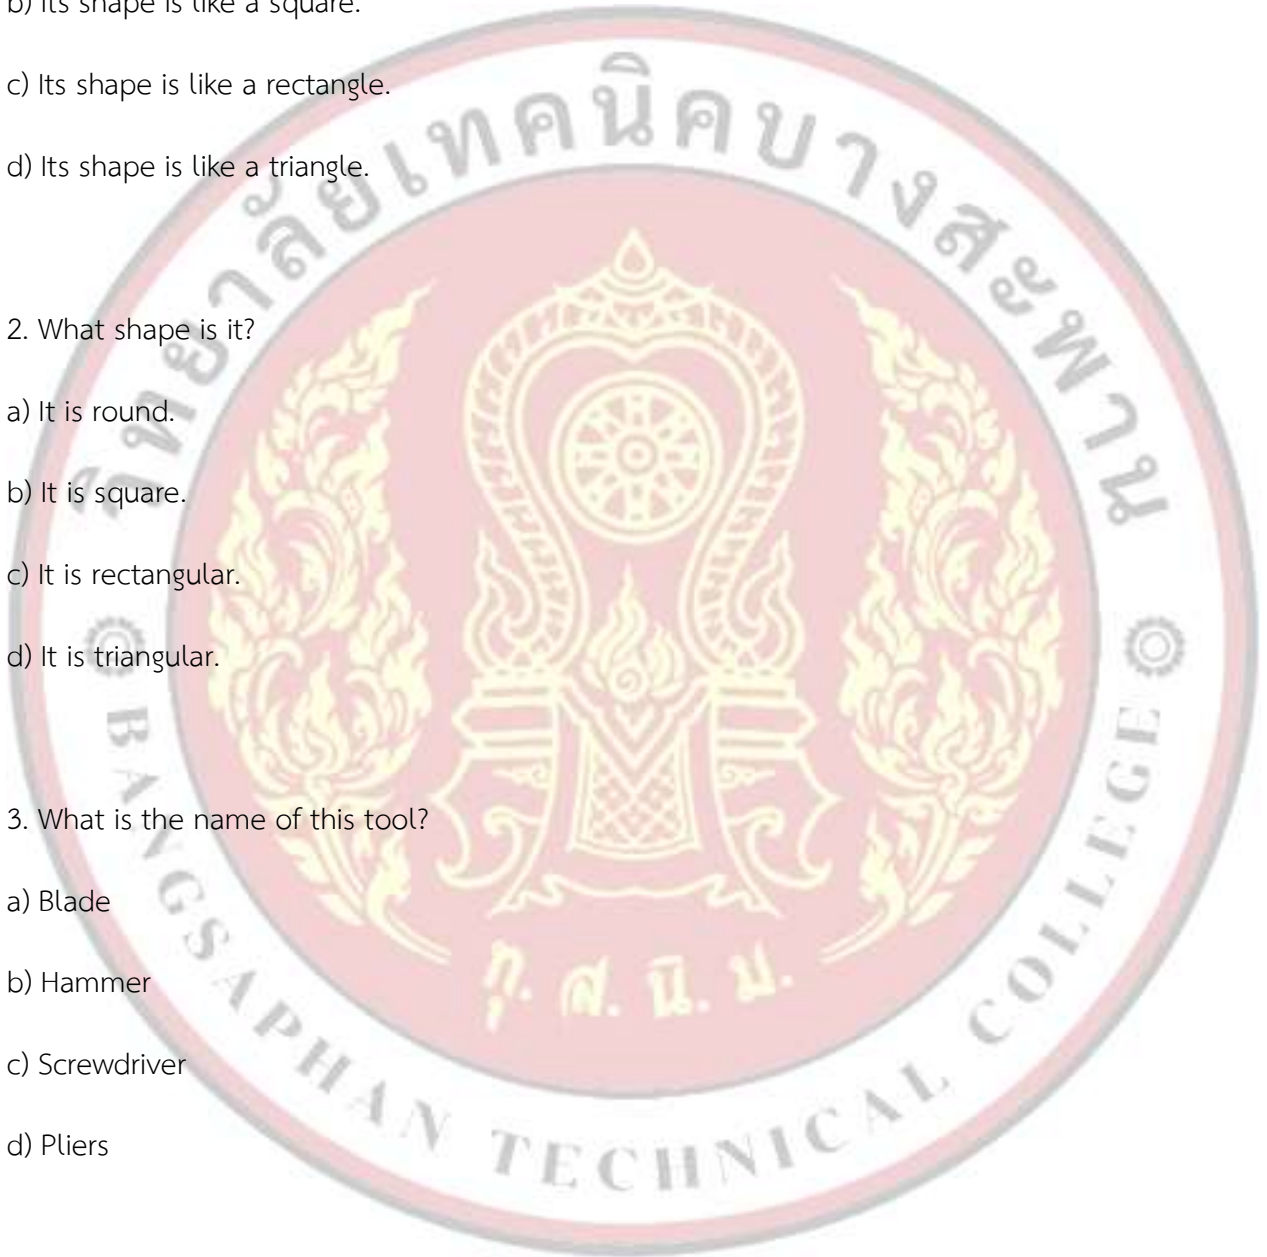 b) Its shape is like a square.
c) Its shape is like a rectangle.
d) Its shape is like a triangle.
2. What shape is it?
a) It is round.
b) It is square.
c) It is rectangular.
d) It is triangular.
3. What is the name of this tool?
a) Blade
b) Hammer
c) Screwdriver
d) Pliers
วิทยาลัยเทคนิคบางสะพาน
ทุ. ส. นิ. ม.
BANGSAPHAN TECHNICAL COLLEGE